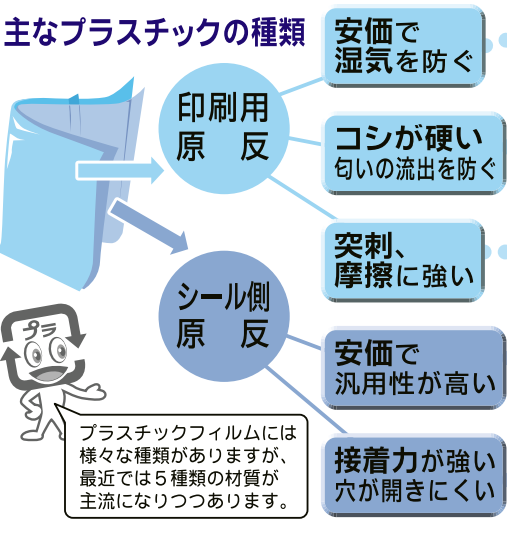 主なプラスチックの種類
印刷用
原　反
安価で
湿気を防ぐ
コシが硬い
匂いの流出を防ぐ
突刺、
摩擦に強い
シール側
原　反
安価で
汎用性が高い
接着力が強い
穴が開きにくい
プラ
プラスチックフィルムには
様々な種類がありますが、
最近では５種類の材質が
主流になりつつあります。